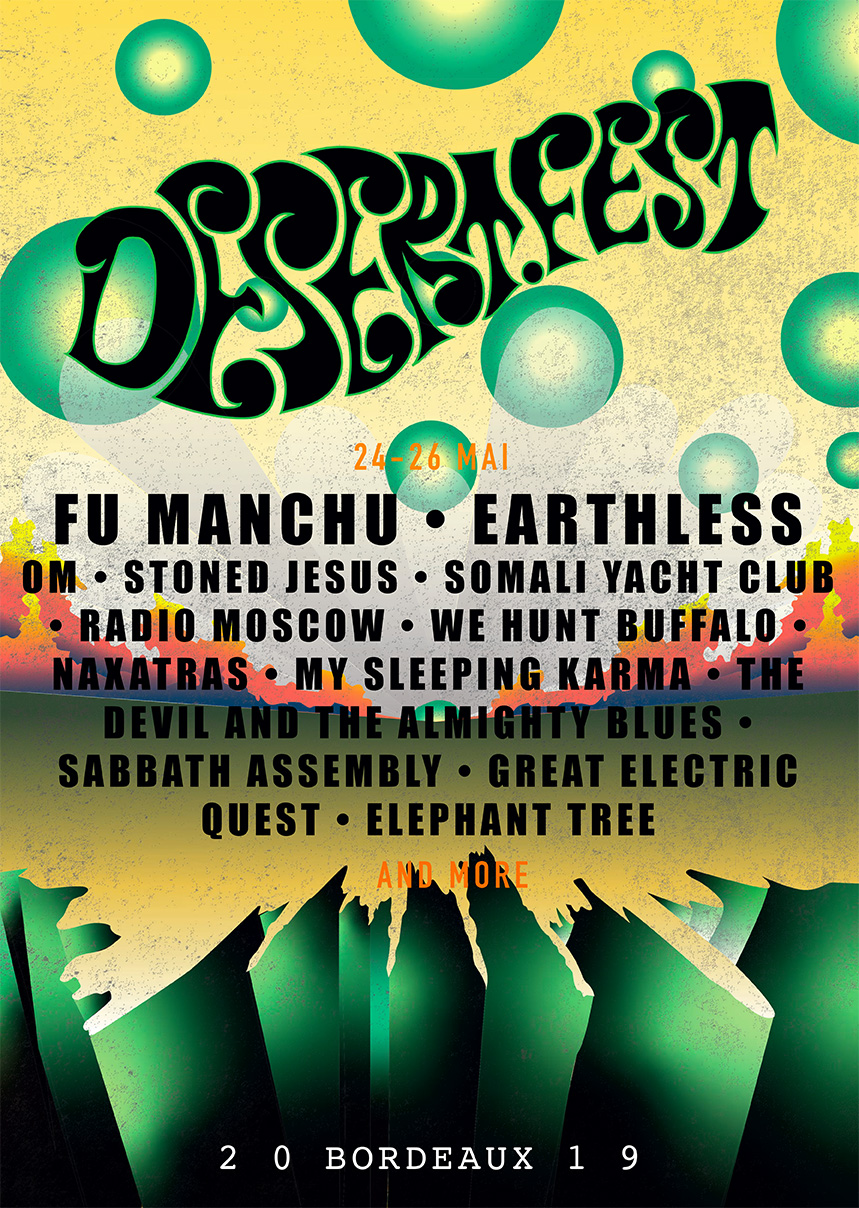 DESERT.FEST
24-26 MAI
FU MANCHU • EARTHLESS
OM • STONED JESUS • SOMALI YACHT CLUB
• RADIO MOSCOW • WE HUNT BUFFALO •
NAXATRAS • MY SLEEPING KARMA • THE
DEVIL AND THE ALMIGHTY BLUES •
SABBATH ASSEMBLY • GREAT ELECTRIC
QUEST • ELEPHANT TREE
AND MORE
2 0 BORDEAUX 1 9